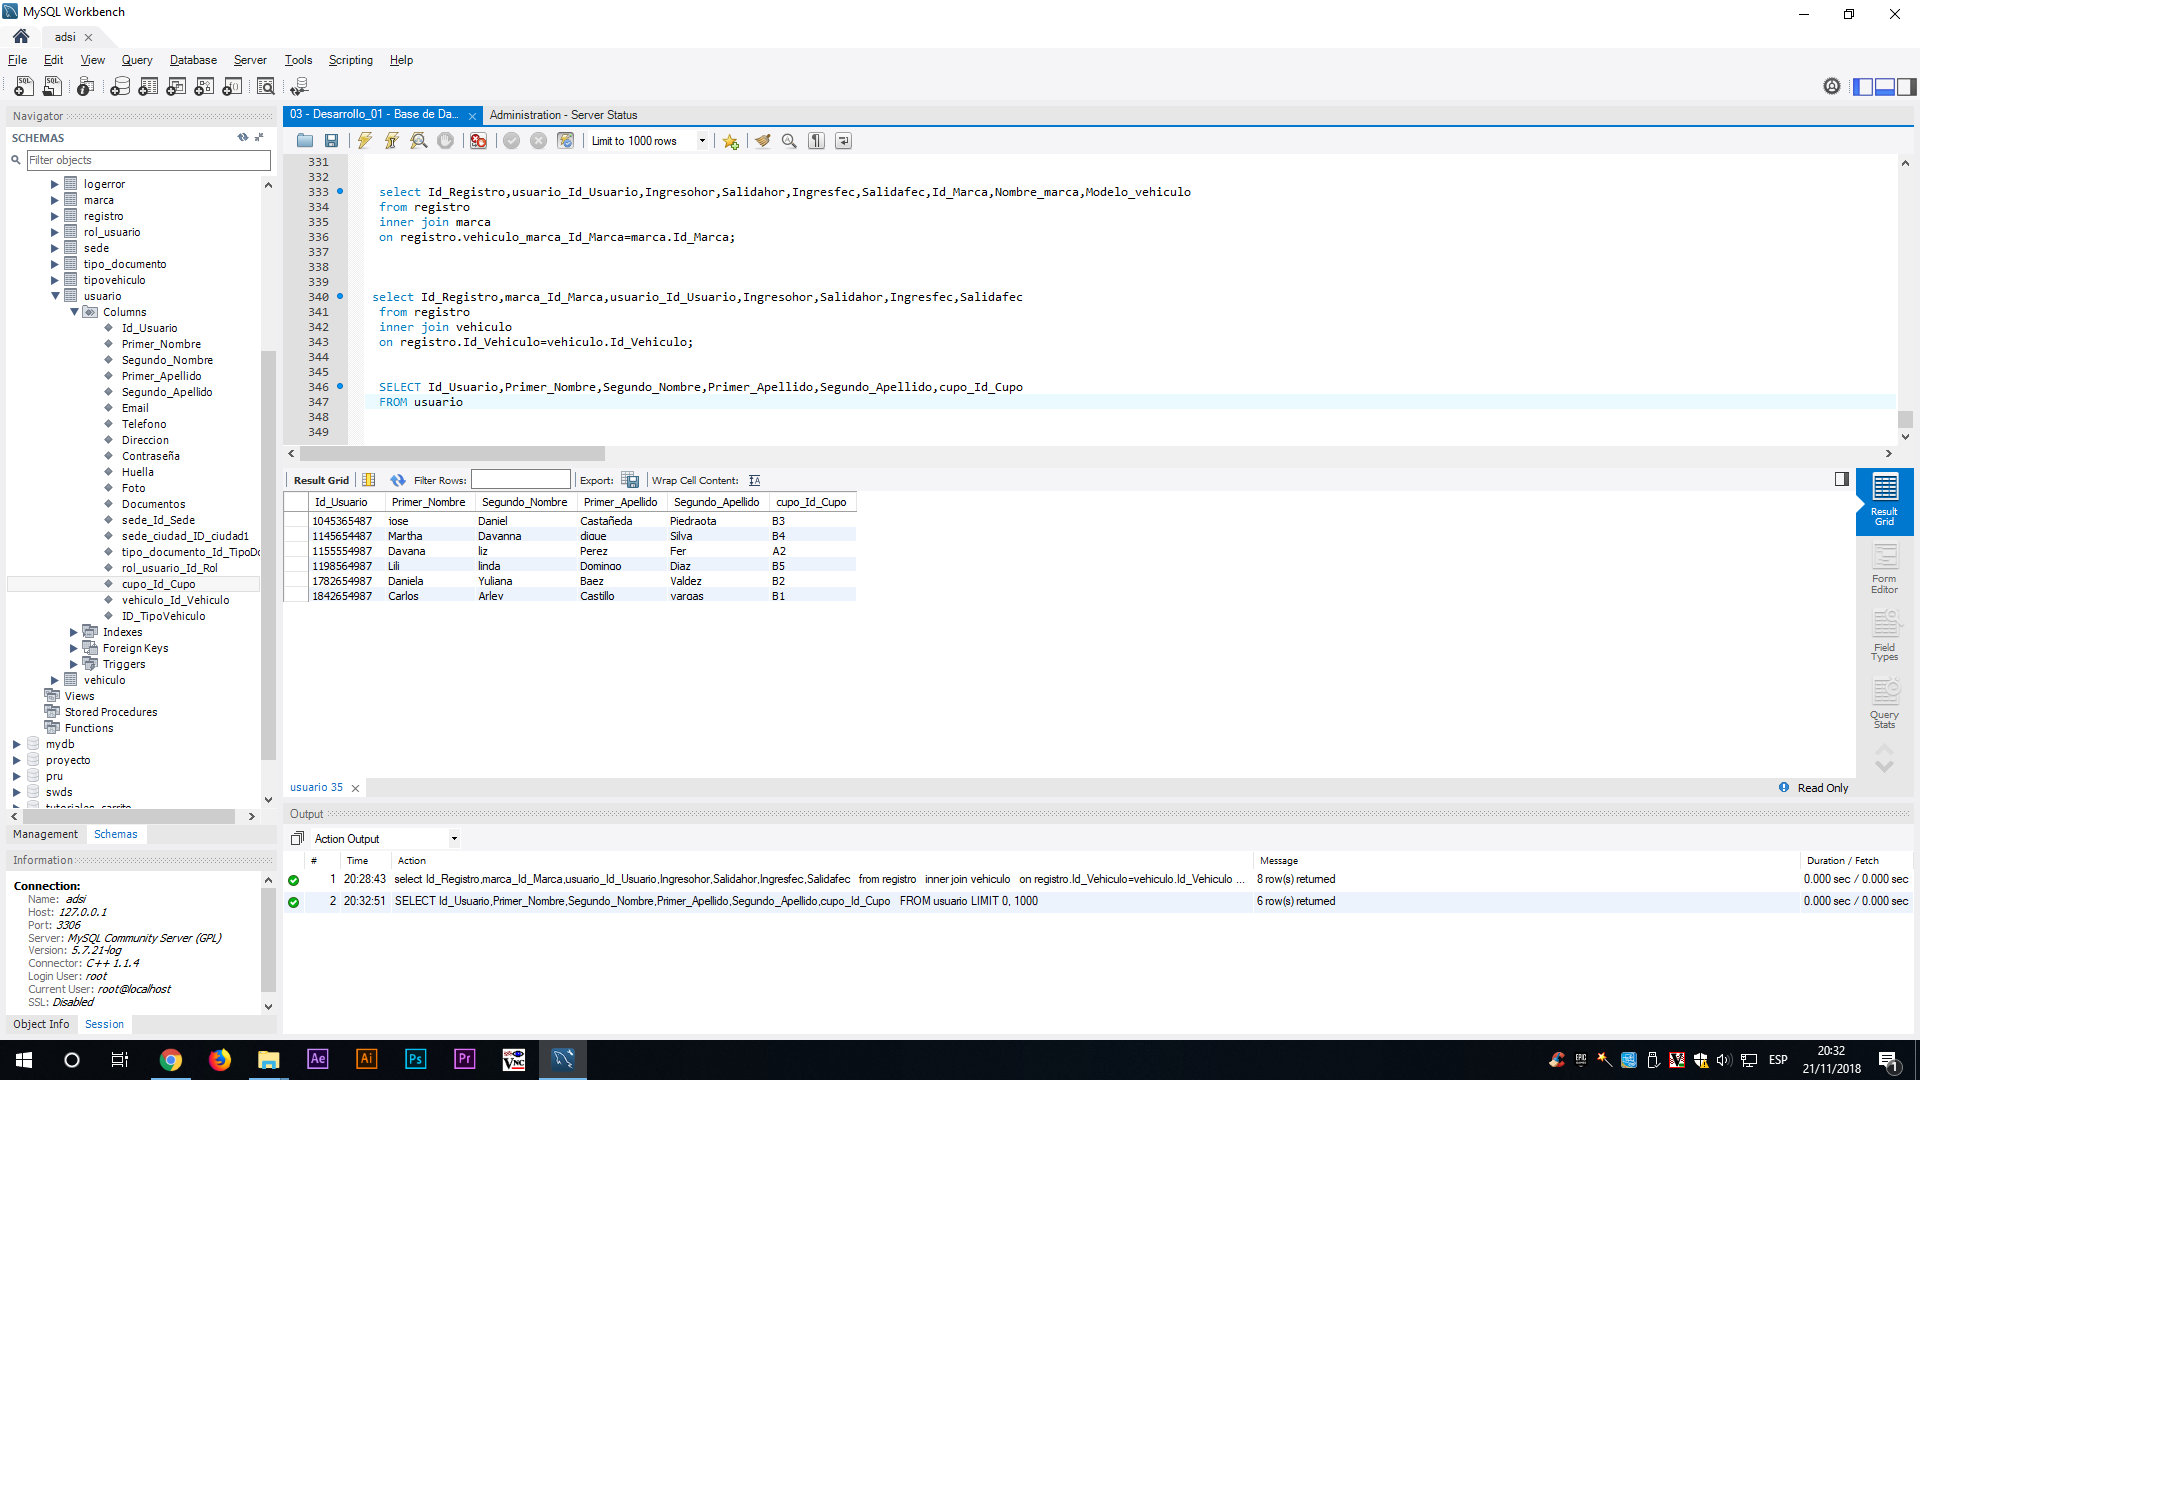 MySQL Workbench
adsi
File Edit View Query Database Server Tools Scripting Help
Navigator
SCHEMAS
Filter objects
logerror
marca
registro
rol_usuario
sede
tipo_documento
tipovehiculo
usuario
Columns
Id_Usuario
Primer_Nombre
Segundo_Nombre
Primer_Apellido
Segundo_Apellido
Email
Telefono
Direccion
Contraseña
Huella
Foto
Documentos
sede_Id_Sede
sede_ciudad_ID_ciudad1
tipo_documento_Id_TipoDo
rol_usuario_Id_Rol
cupo_Id_Cupo
vehiculo_Id_Vehiculo
ID_TipoVehiculo
Indexes
Foreign Keys
Triggers
vehiculo
Views
Stored Procedures
Functions
mydb
proyecto
pru
swds
tutoriales_carrito
Management Schemas
Information
Connection:
Name: adsi
Host: 127.0.0.1
Port: 3306
Server: MySQL Community Server (GPL)
Version: 5.7.21-log
Connector: C++ 1.1.4
Login User: root
Current User: root@localhost
SSL: Disabled
Object Info Session
03 - Desarrollo_01 - Base de Da... Administration - Server Status
Limit to 1000 rows
331
332
333 select Id_Registro,usuario_Id_Usuario,Ingresohor,Salidahor,Ingresfec,Salidafec,Id_Marca,Nombre_marca,Modelo_vehiculo
334 from registro
335 inner join marca
336 on registro.vehiculo_marca_Id_Marca=marca.Id_Marca;
337
338
339
340 select Id_Registro,marca_Id_Marca,usuario_Id_Usuario,Ingresohor,Salidahor,Ingresfec,Salidafec
341 from registro
342 inner join vehiculo
343 on registro.Id_Vehiculo=vehiculo.Id_Vehiculo;
344
345
346 SELECT Id_Usuario,Primer_Nombre,Segundo_Nombre,Primer_Apellido,Segundo_Apellido,cupo_Id_Cupo
347 FROM usuario
348
349
Result Grid Filter Rows: Export: Wrap Cell Content: IA
Id_Usuario Primer_Nombre Segundo_Nombre Primer_Apellido Segundo_Apellido cupo_Id_Cupo
1045365487 jose Daniel Castañeda Piedraota B3
1145654487 Martha Davanna dique Silva B4
1155554987 Davana liz Perez Fer A2
1198564987 Lili linda Domingo Diaz B5
1782654987 Daniela Yuliana Baez Valdez B2
1842654987 Carlos Arley Castillo vargas B1
Result Grid
Form Editor
Field Types
Query Stats
usuario 35 Read Only
Output
Action Output
# Time Action Message Duration / Fetch
1 20:28:43 select Id_Registro,marca_Id_Marca,usuario_Id_Usuario,Ingresohor,Salidahor,Ingresfec,Salidafec from registro inner join vehiculo on registro.Id_Vehiculo=vehiculo.Id_Vehiculo ... 8 row(s) returned 0.000 sec / 0.000 sec
2 20:32:51 SELECT Id_Usuario,Primer_Nombre,Segundo_Nombre,Primer_Apellido,Segundo_Apellido,cupo_Id_Cupo FROM usuario LIMIT 0, 1000 6 row(s) returned 0.000 sec / 0.000 sec
Ae Ai Ps Pr VNC
ESP
20:32
21/11/2018
1